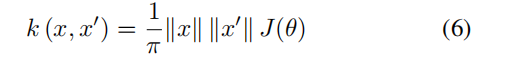 k (x, x′) = 1/π ‖x‖ ‖x′‖ J(θ) (6)